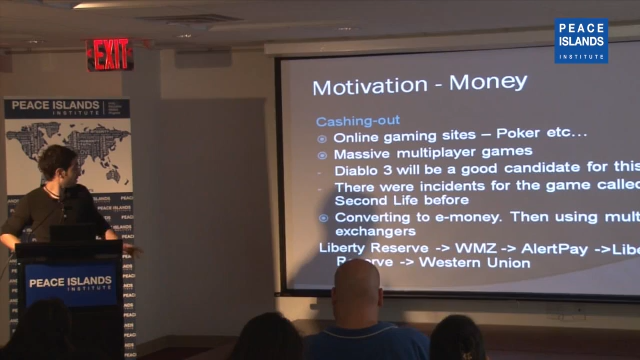 PEACE
ISLANDS
INSTITUTE
EXIT
PEACE ISLANDS
INSTITUTE
Motivation - Money
Cashing-out
Online gaming sites – Poker etc...
Massive multiplayer games
- Diablo 3 will be a good candidate for this
- There were incidents for the game called
Second Life before
Converting to e-money. Then using mult
exchangers
Liberty Reserve -> WMZ -> AlertPay ->Libe
Reserve -> Western Union
PEACE ISLANDS
INSTITUTE